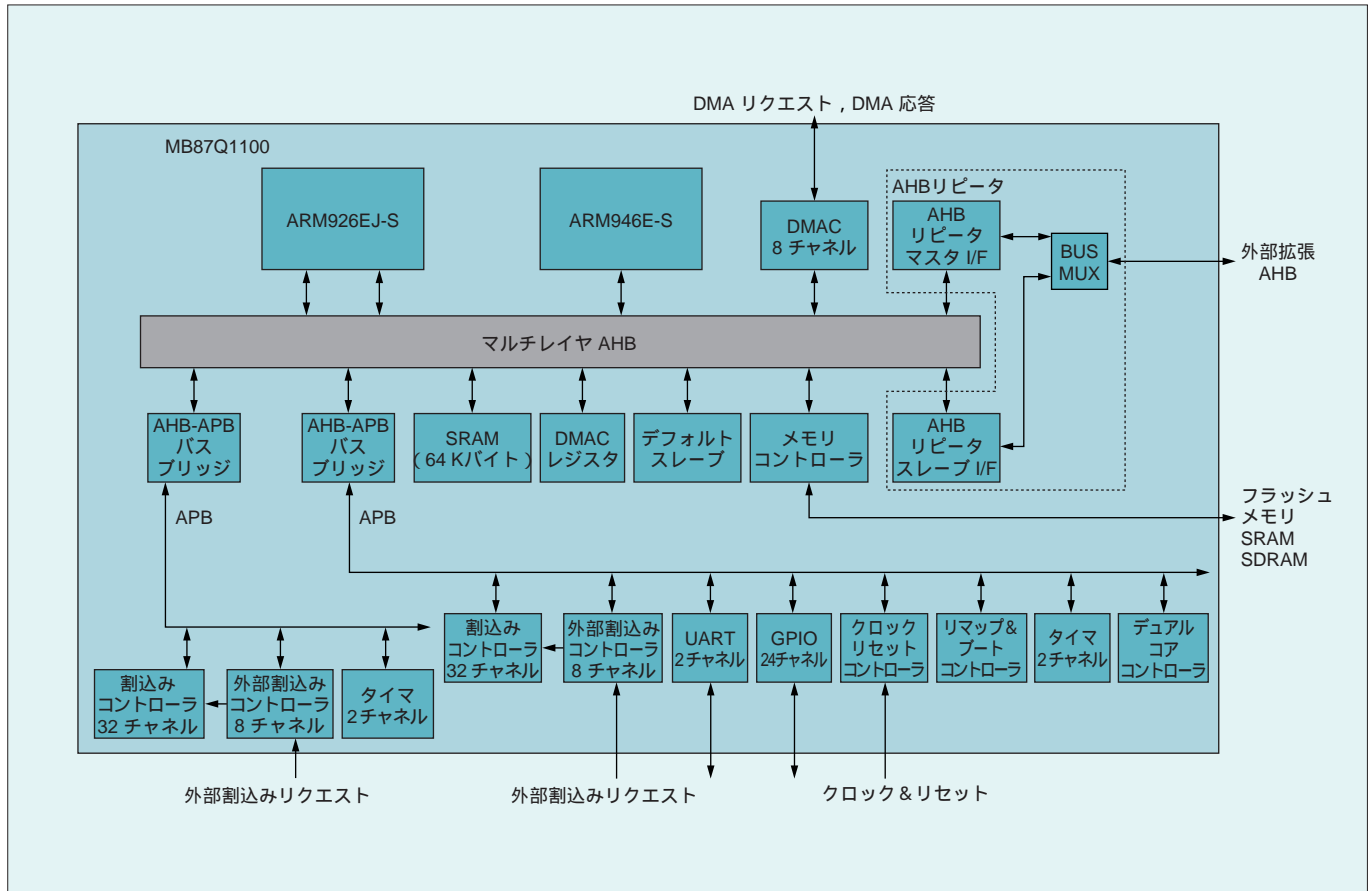 DMA リクエスト , DMA 応答
MB87Q1100
ARM926EJ-S
ARM946E-S
DMAC
8 チャネル
AHBリピータ
AHB
リピータ
マスタ I/F
BUS
MUX
外部拡張
AHB
マルチレイヤ AHB
AHB-APB
バス
ブリッジ
AHB-APB
バス
ブリッジ
SRAM
( 64 Kバイト )
DMAC
レジスタ
デフォルト
スレーブ
メモリ
コントローラ
AHB
リピータ
スレーブ I/F
APB
APB
フラッシュ
メモリ
SRAM
SDRAM
割込み
コントローラ
32 チャネル
外部割込み
コントローラ
8 チャネル
UART
2チャネル
GPIO
24チャネル
クロック
リセット
コントローラ
リマップ&
ブート
コントローラ
タイマ
2チャネル
デュアル
コア
コントローラ
割込み
コントローラ
32 チャネル
外部割込み
コントローラ
8 チャネル
タイマ
2チャネル
外部割込みリクエスト
外部割込みリクエスト
クロック&リセット